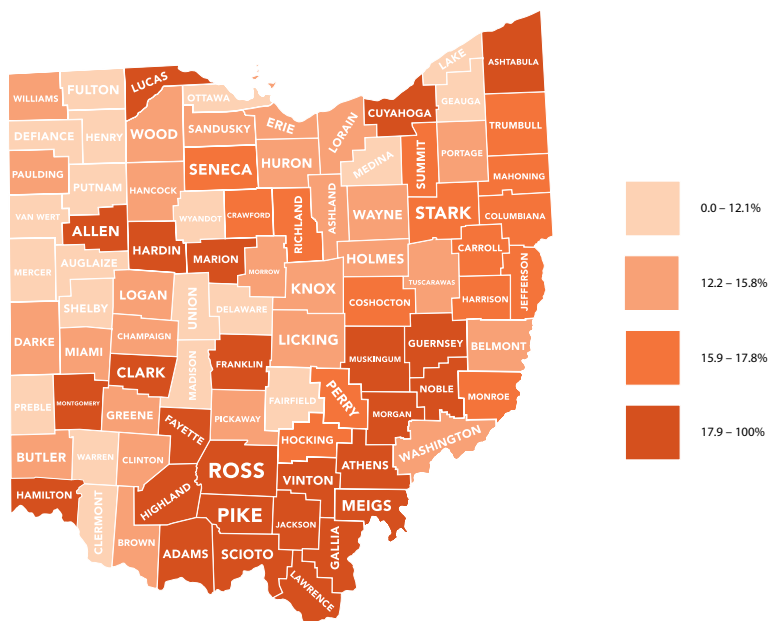 ASHTABULA
LAKE
LUCAS
FULTON
WILLIAMS
OTTAWA
GEAUGA
CUYAHOGA
TRUMBULL
DEFIANCE
HENRY
WOOD
SANDUSKY
ERIE
LORAIN
SUMMIT
PORTAGE
MEDINA
HURON
SENECA
PAULDING
MAHONING
PUTNAM
HANCOCK
VAN WERT
WYANDOT
CRAWFORD
RICHLAND
ASHLAND
WAYNE
STARK
COLUMBIANA
ALLEN
HARDIN
MARION
CARROLL
MERCER
AUGLAIZE
MORROW
HOLMES
TUSCARAWAS
JEFFERSON
KNOX
LOGAN
UNION
SHELBY
DELAWARE
COSHOCTON
HARRISON
DARKE
CHAMPAIGN
MIAMI
LICKING
GUERNSEY
BELMONT
MUSKINGUM
FRANKLIN
CLARK
MADISON
NOBLE
MONROE
PREBLE
MONTGOMERY
GREENE
FAIRFIELD
PERRY
MORGAN
PICKAWAY
FAYETTE
HOCKING
WASHINGTON
BUTLER
WARREN
CLINTON
ROSS
ATHENS
VINTON
HAMILTON
HIGHLAND
MEIGS
CLERMONT
BROWN
PIKE
JACKSON
ADAMS
SCIOTO
GALLIA
LAWRENCE
0.0 – 12.1%
12.2 – 15.8%
15.9 – 17.8%
17.9 – 100%